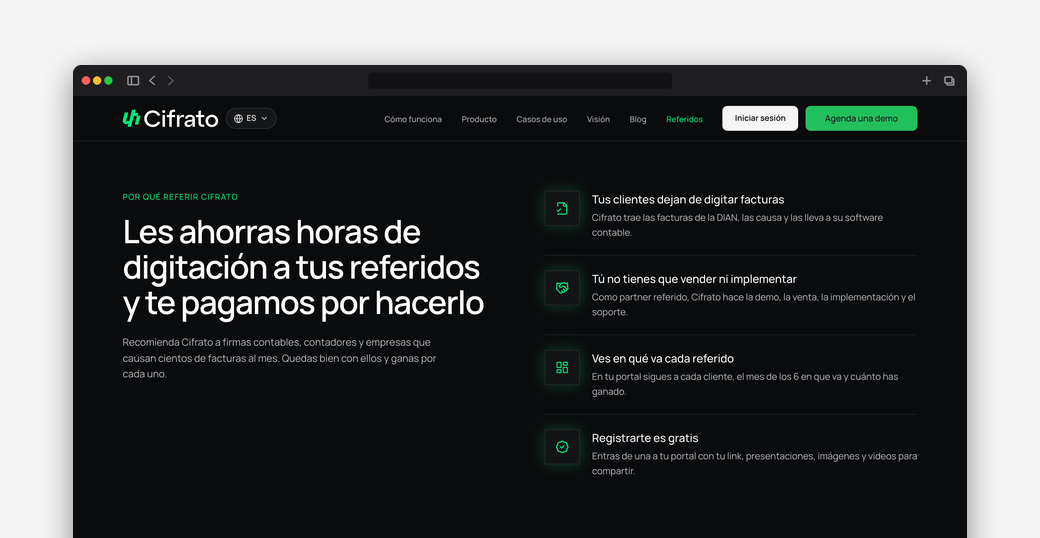 Cifrato
ES
Cómo funciona
Producto
Casos de uso
Visión
Blog
Referidos
Iniciar sesión
Agenda una demo
POR QUÉ REFERIR CIFRATO
Les ahorras horas de
digitación a tus referidos
y te pagamos por hacerlo
Recomienda Cifrato a firmas contables, contadores y empresas que
causan cientos de facturas al mes. Quedas bien con ellos y ganas por
cada uno.
Tus clientes dejan de digitar facturas
Cifrato trae las facturas de la DIAN, las causa y las lleva a su software
contable.
Tú no tienes que vender ni implementar
Como partner referido, Cifrato hace la demo, la venta, la implementación y el
soporte.
Ves en qué va cada referido
En tu portal sigues a cada cliente, el mes de los 6 en que va y cuánto has
ganado.
Registrarte es gratis
Entras de una a tu portal con tu link, presentaciones, imágenes y videos para
compartir.